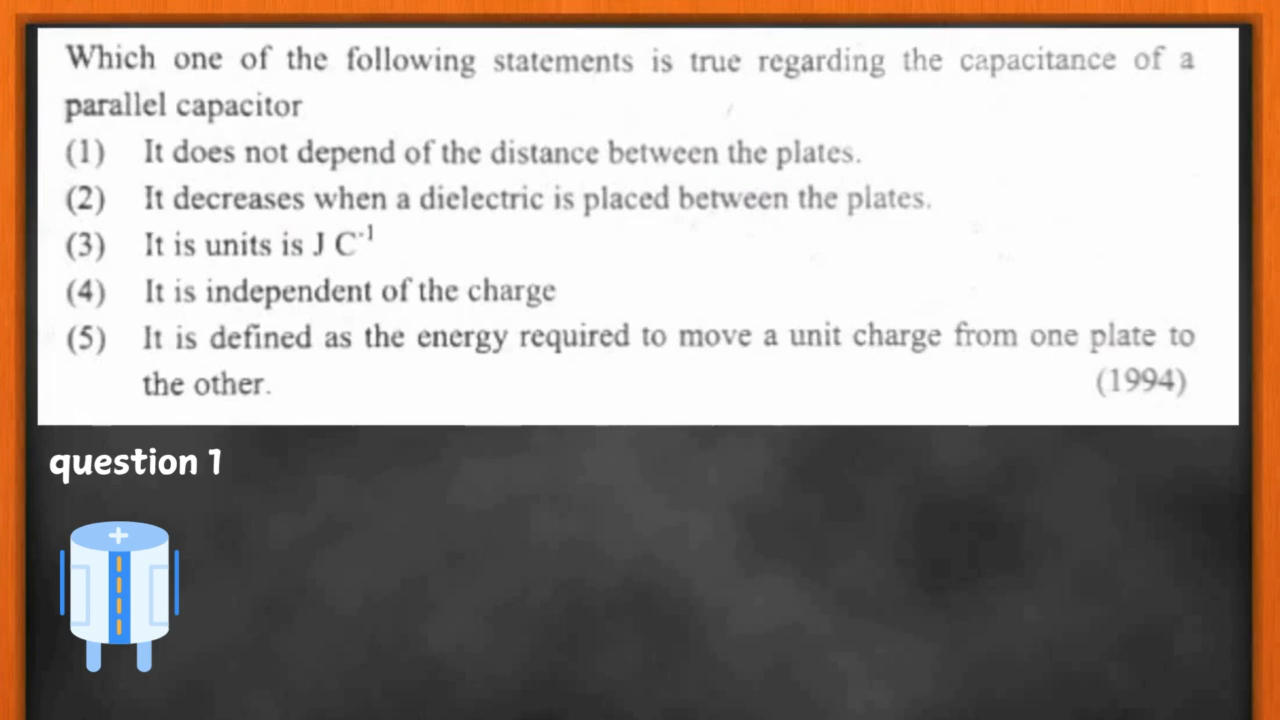 Which one of the following statements is true regarding the capacitance of a
parallel capacitor
(1) It does not depend of the distance between the plates.
(2) It decreases when a dielectric is placed between the plates.
(3) It is units is J C⁻¹
(4) It is independent of the charge
(5) It is defined as the energy required to move a unit charge from one plate to
the other. (1994)
question 1
+